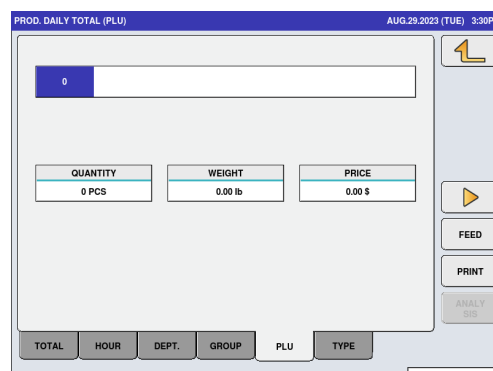 PROD. DAILY TOTAL (PLU) AUG.29.2023 (TUE) 3:30P
0
QUANTITY WEIGHT PRICE
0 PCS 0.00 lb 0.00 $
FEED
PRINT
ANALY
SIS
TOTAL HOUR DEPT. GROUP PLU TYPE